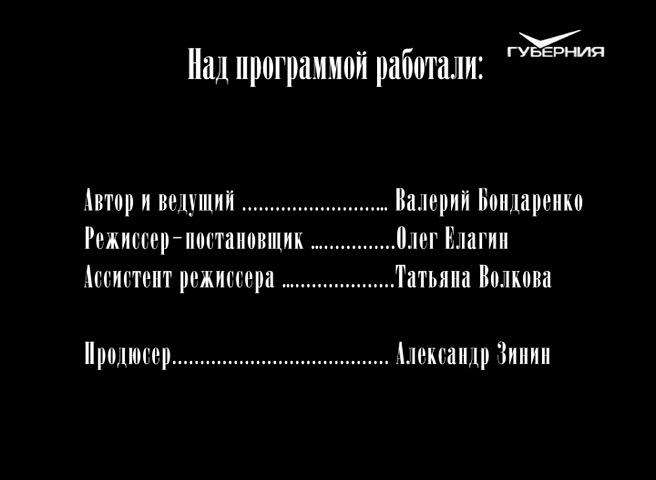 ГУБЕРНИЯ
Над программой работали:
Автор и ведущий ............................ Валерий Бондаренко
Режиссер-постановщик ................Олег Елагин
Ассистент режиссера .....................Татьяна Волкова
Продюсер........................................ Александр Зинин